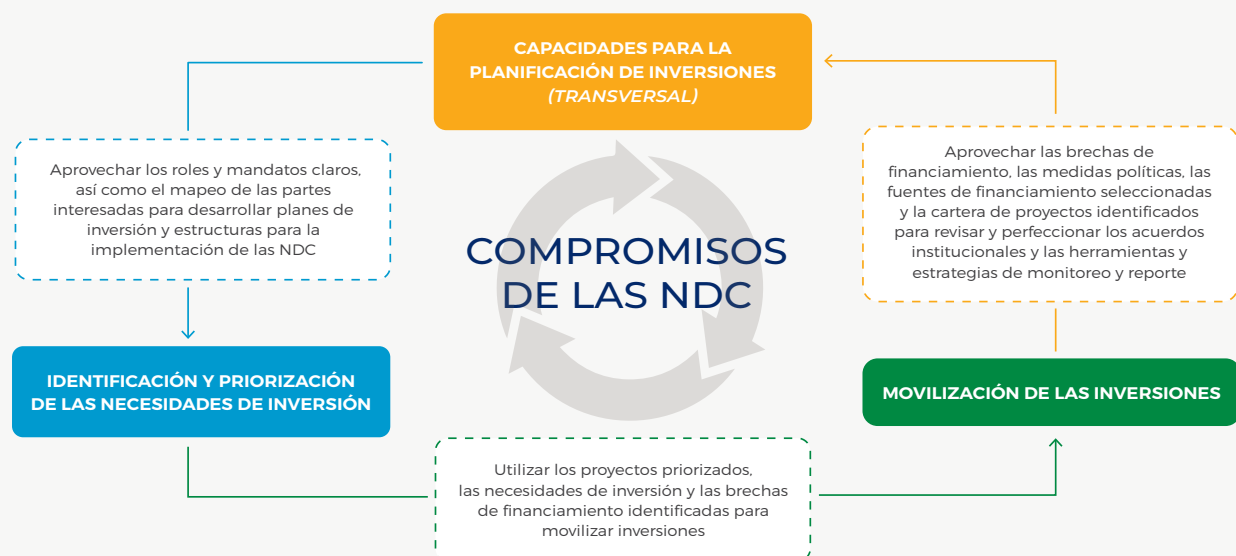 CAPACIDADES PARA LA
PLANIFICACIÓN DE INVERSIONES
(TRANSVERSAL)
Aprovechar los roles y mandatos claros,
así como el mapeo de las partes
interesadas para desarrollar planes de
inversión y estructuras para la
implementación de las NDC
Aprovechar las brechas de
financiamiento, las medidas políticas, las
fuentes de financiamiento seleccionadas
y la cartera de proyectos identificados
para revisar y perfeccionar los acuerdos
institucionales y las herramientas y
estrategias de monitoreo y reporte
COMPROMISOS
DE LAS NDC
IDENTIFICACIÓN Y PRIORIZACIÓN
DE LAS NECESIDADES DE INVERSIÓN
MOVILIZACIÓN DE LAS INVERSIONES
Utilizar los proyectos priorizados,
las necesidades de inversión y las brechas
de financiamiento identificadas para
movilizar inversiones